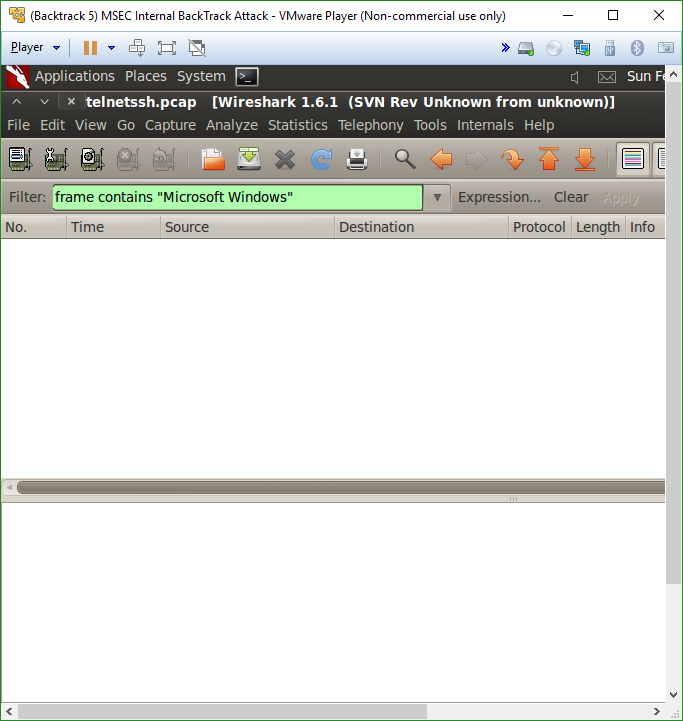 (Backtrack 5) MSEC Internal BackTrack Attack - VMware Player (Non-commercial use only)
Player
Applications Places System Sun Fe
telnetssh.pcap [Wireshark 1.6.1 (SVN Rev Unknown from unknown)]
File Edit View Go Capture Analyze Statistics Telephony Tools Internals Help
Filter: frame contains "Microsoft Windows" Expression... Clear Apply
No. Time Source Destination Protocol Length Info